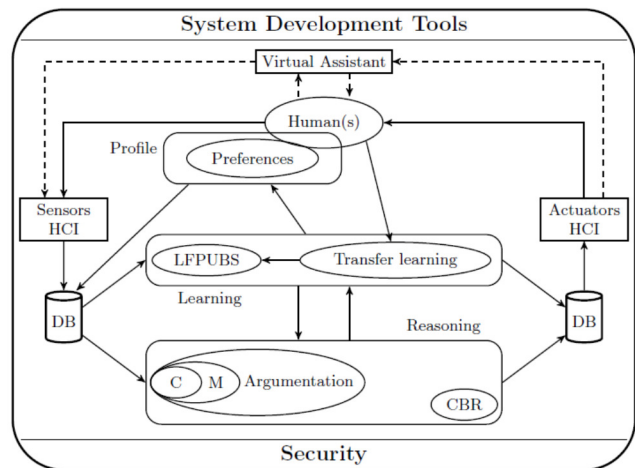 System Development Tools
Virtual Assistant
Human(s)
Profile
Preferences
Sensors
HCI
Actuators
HCI
LFPUBS
Transfer learning
Learning
DB
DB
Reasoning
C
M
Argumentation
CBR
Security